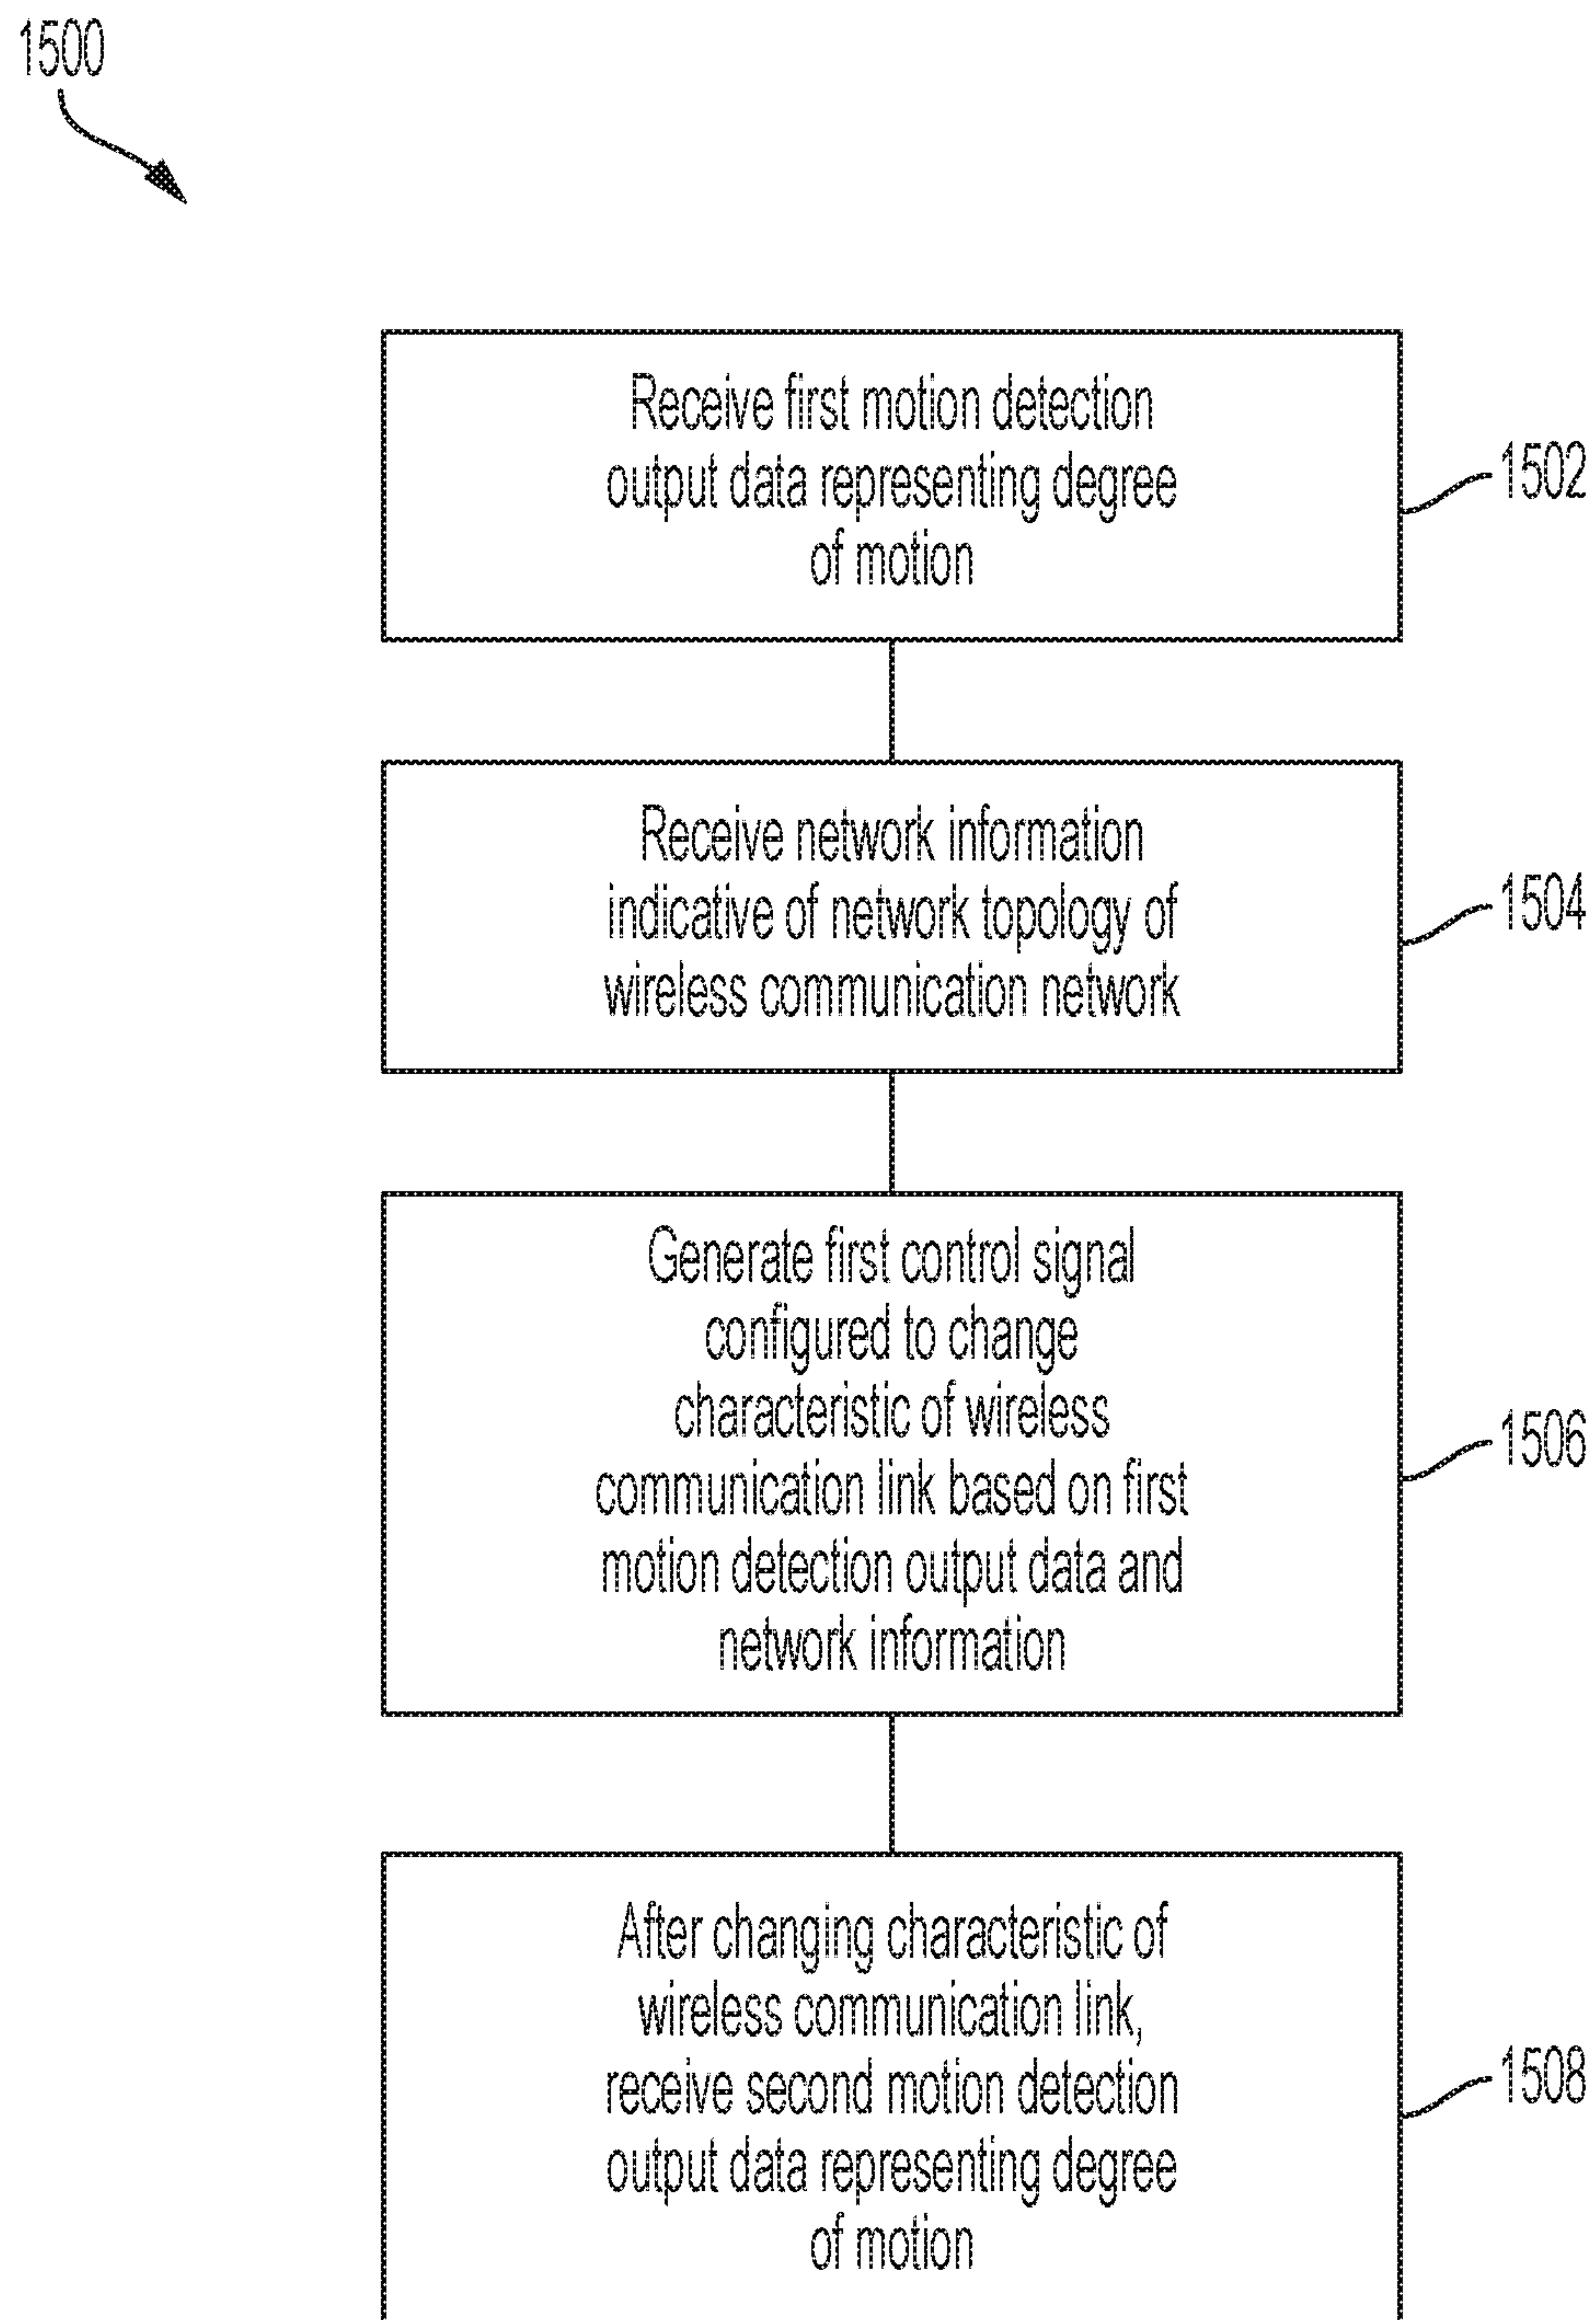 1500
Receive first motion detection
output data representing degree
of motion
1502
Receive network information
indicative of network topology of
wireless communication network
1504
Generate first control signal
configured to change
characteristic of wireless
communication link based on first
motion detection output data and
network information
1506
After changing characteristic of
wireless communication link,
receive second motion detection
output data representing degree
of motion
1508